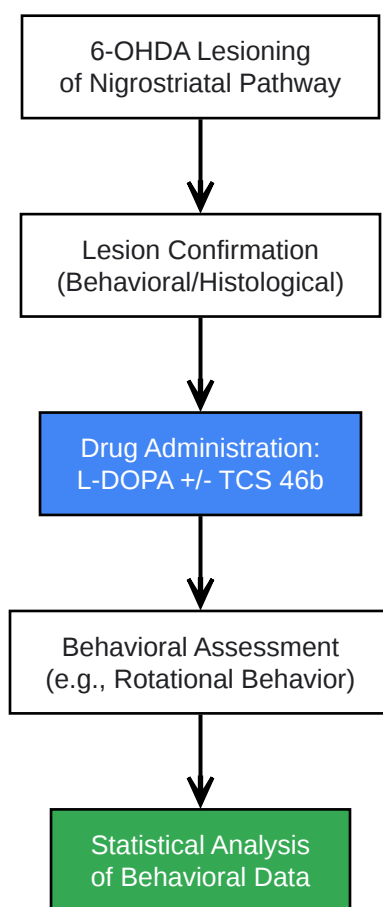 6-OHDA Lesioning
of Nigrostriatal Pathway
Lesion Confirmation
(Behavioral/Histological)
Drug Administration:
L-DOPA +/- TCS 46b
Behavioral Assessment
(e.g., Rotational Behavior)
Statistical Analysis
of Behavioral Data